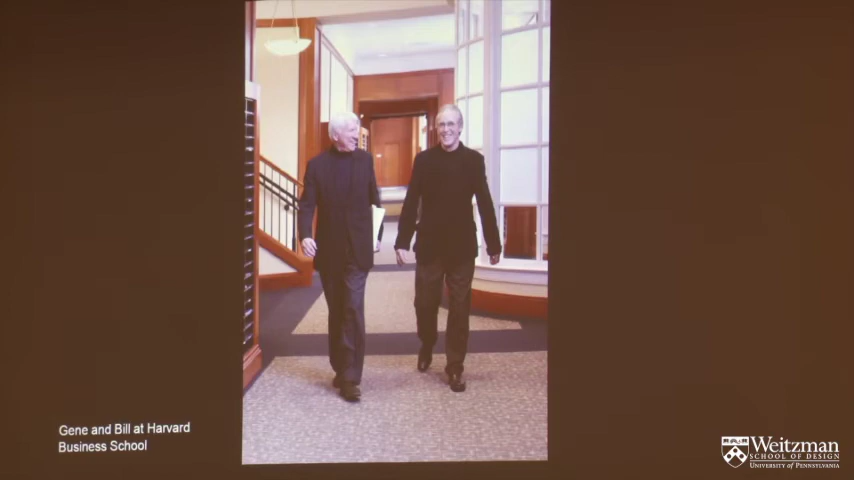 Gene and Bill at Harvard
Business School
Weitzman
SCHOOL OF DESIGN
UNIVERSITY OF PENNSYLVANIA